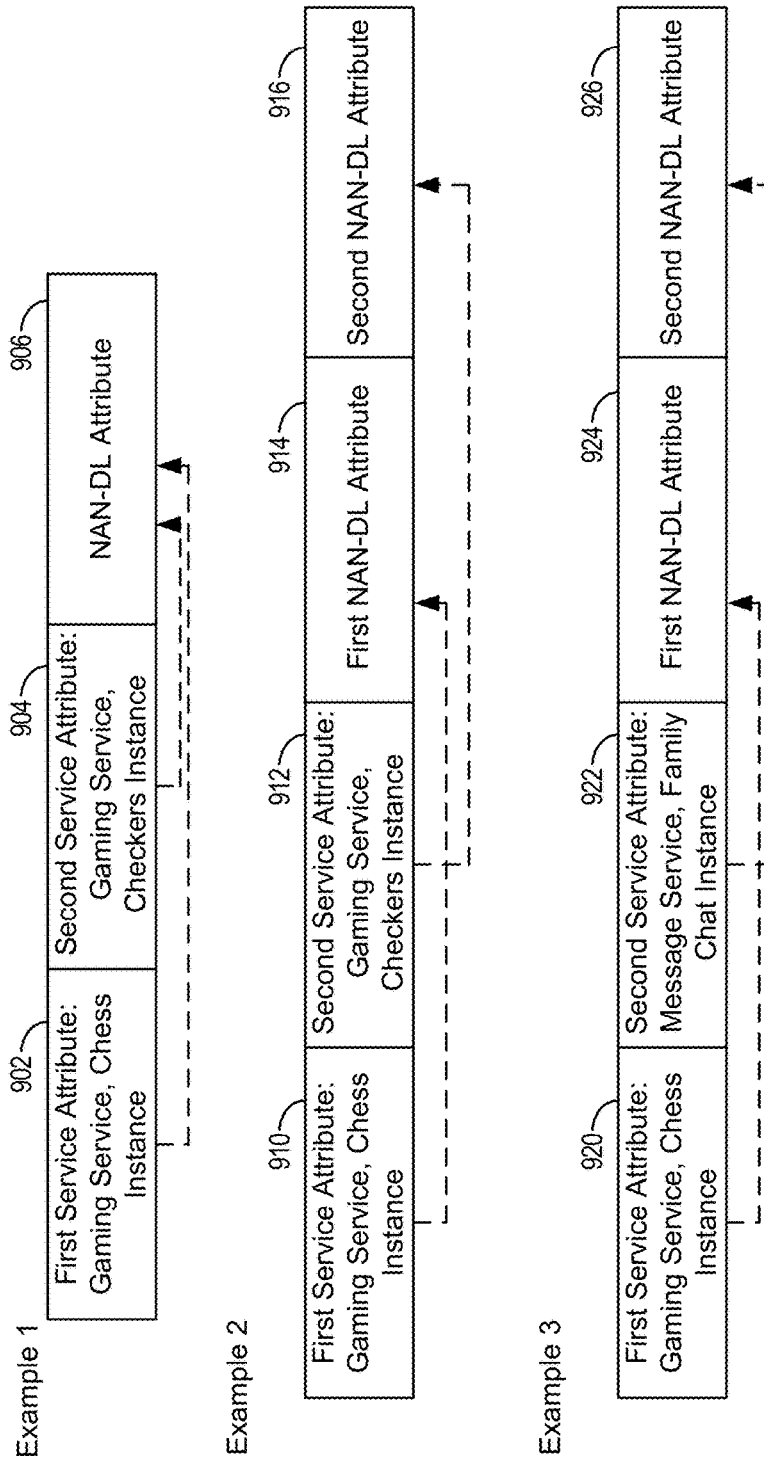 Example 1
902
904
906
First Service Attribute:
Gaming Service, Chess
Instance
Second Service Attribute:
Gaming Service,
Checkers Instance
NAN-DL Attribute
Example 2
910
912
914
916
First Service Attribute:
Gaming Service, Chess
Instance
Second Service Attribute:
Gaming Service,
Checkers Instance
First NAN-DL Attribute
Second NAN-DL Attribute
Example 3
920
922
924
926
First Service Attribute:
Gaming Service, Chess
Instance
Second Service Attribute:
Message Service, Family
Chat Instance
First NAN-DL Attribute
Second NAN-DL Attribute